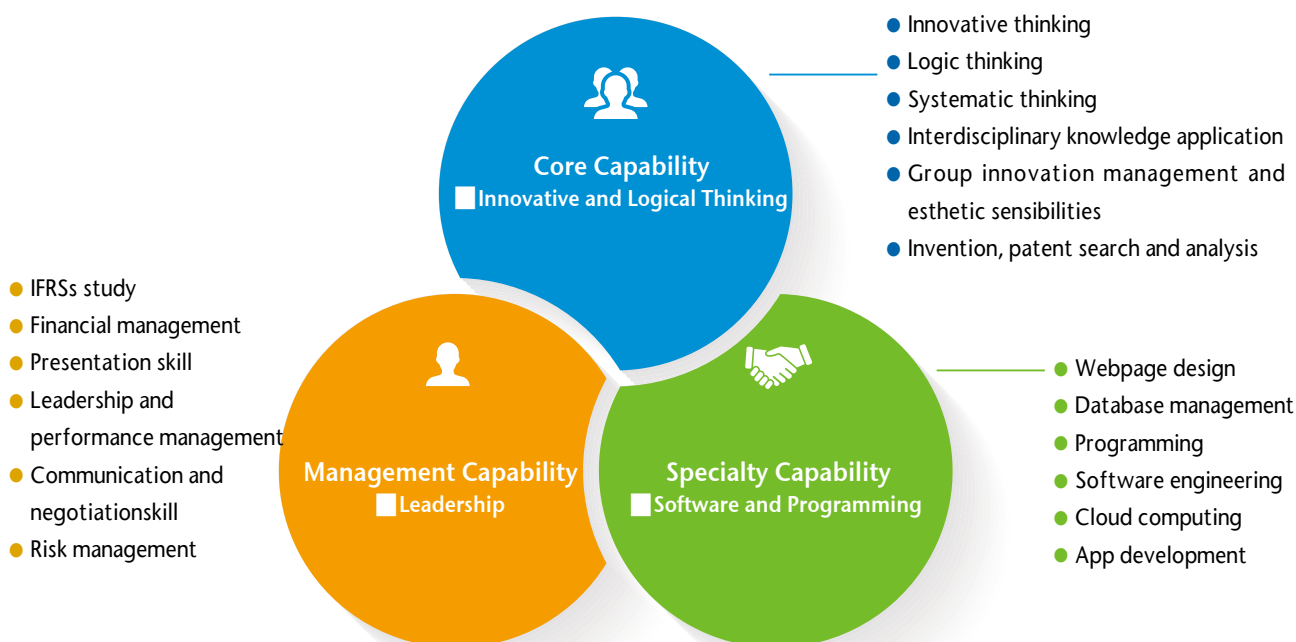 Innovative thinking
Logic thinking
Systematic thinking
Interdisciplinary knowledge application
Group innovation management and
esthetic sensibilities
Invention, patent search and analysis
Core Capability
Innovative and Logical Thinking
IFRSs study
Financial management
Presentation skill
Leadership and
performance management
Communication and
negotiationskill
Risk management
Management Capability
Leadership
Specialty Capability
Software and Programming
Webpage design
Database management
Programming
Software engineering
Cloud computing
App development